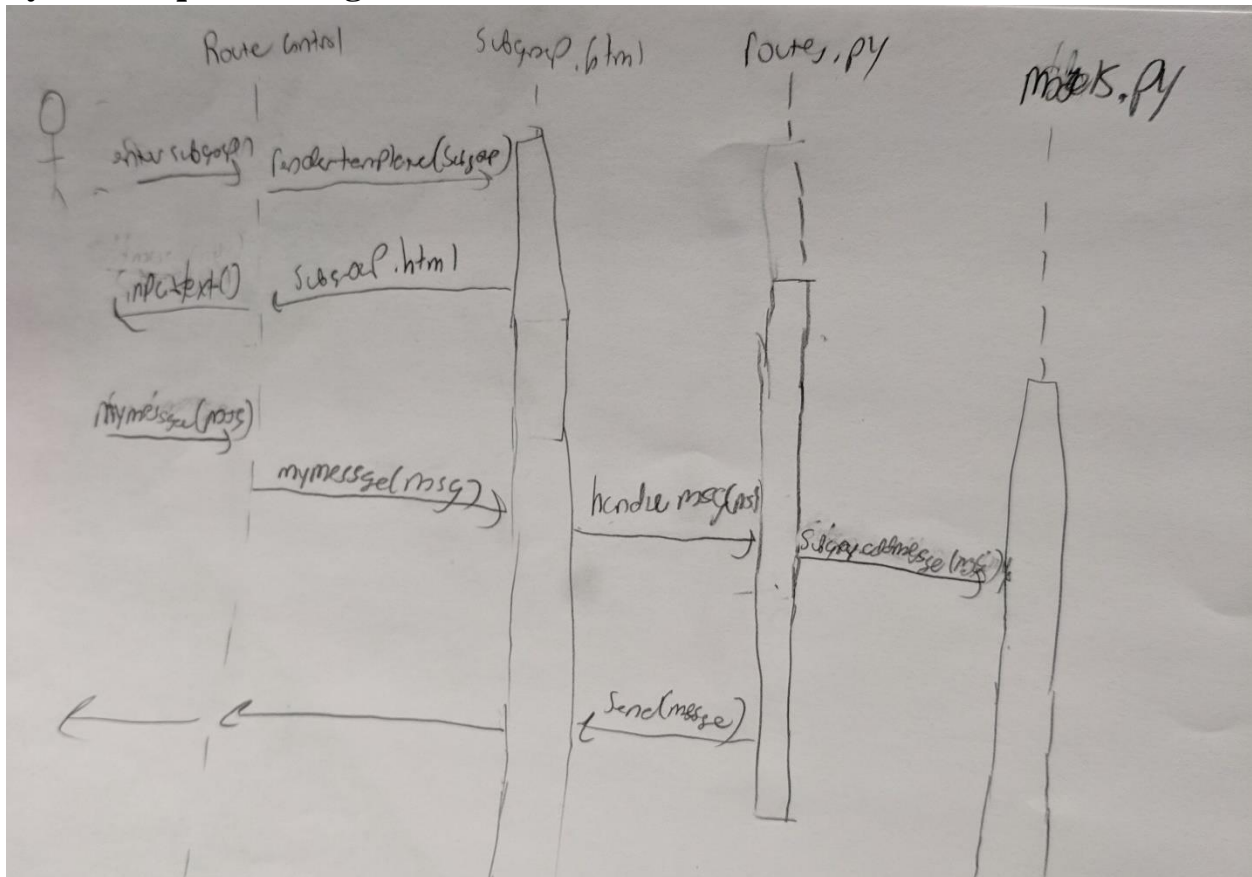 Route Control
subgroup.html
routes.py
models.py
enter subgroup
rendertemplate(subgroup)
subgroup.html
inputtext()
mymessage(msg)
mymessage(msg)
handle msg(msg)
send(message)